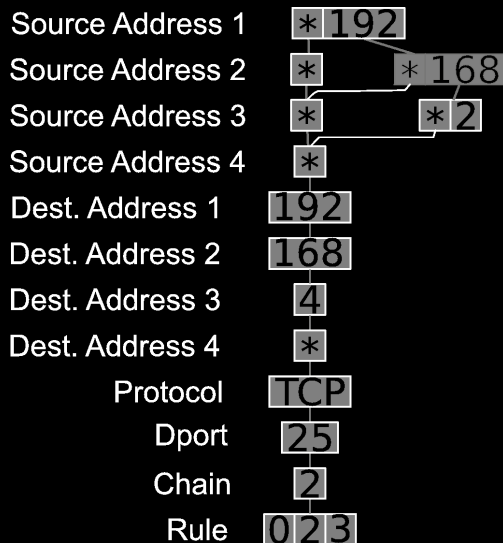 Source Address 1 * 192
Source Address 2 * * 168
Source Address 3 * * 2
Source Address 4 *
Dest. Address 1 192
Dest. Address 2 168
Dest. Address 3 4
Dest. Address 4 *
Protocol TCP
Dport 25
Chain 2
Rule 0 2 3